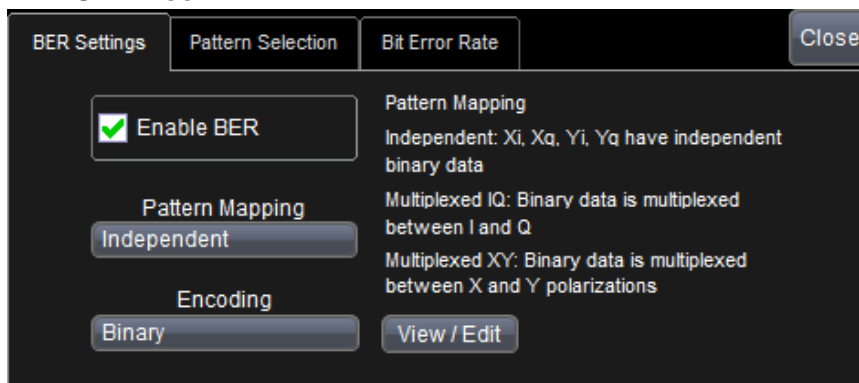 BER Settings
Pattern Selection
Bit Error Rate
Close
Enable BER
Pattern Mapping
Independent
Encoding
Binary
Pattern Mapping
Independent: Xi, Xq, Yi, Yq have independent
binary data
Multiplexed IQ: Binary data is multiplexed
between I and Q
Multiplexed XY: Binary data is multiplexed
between X and Y polarizations
View / Edit